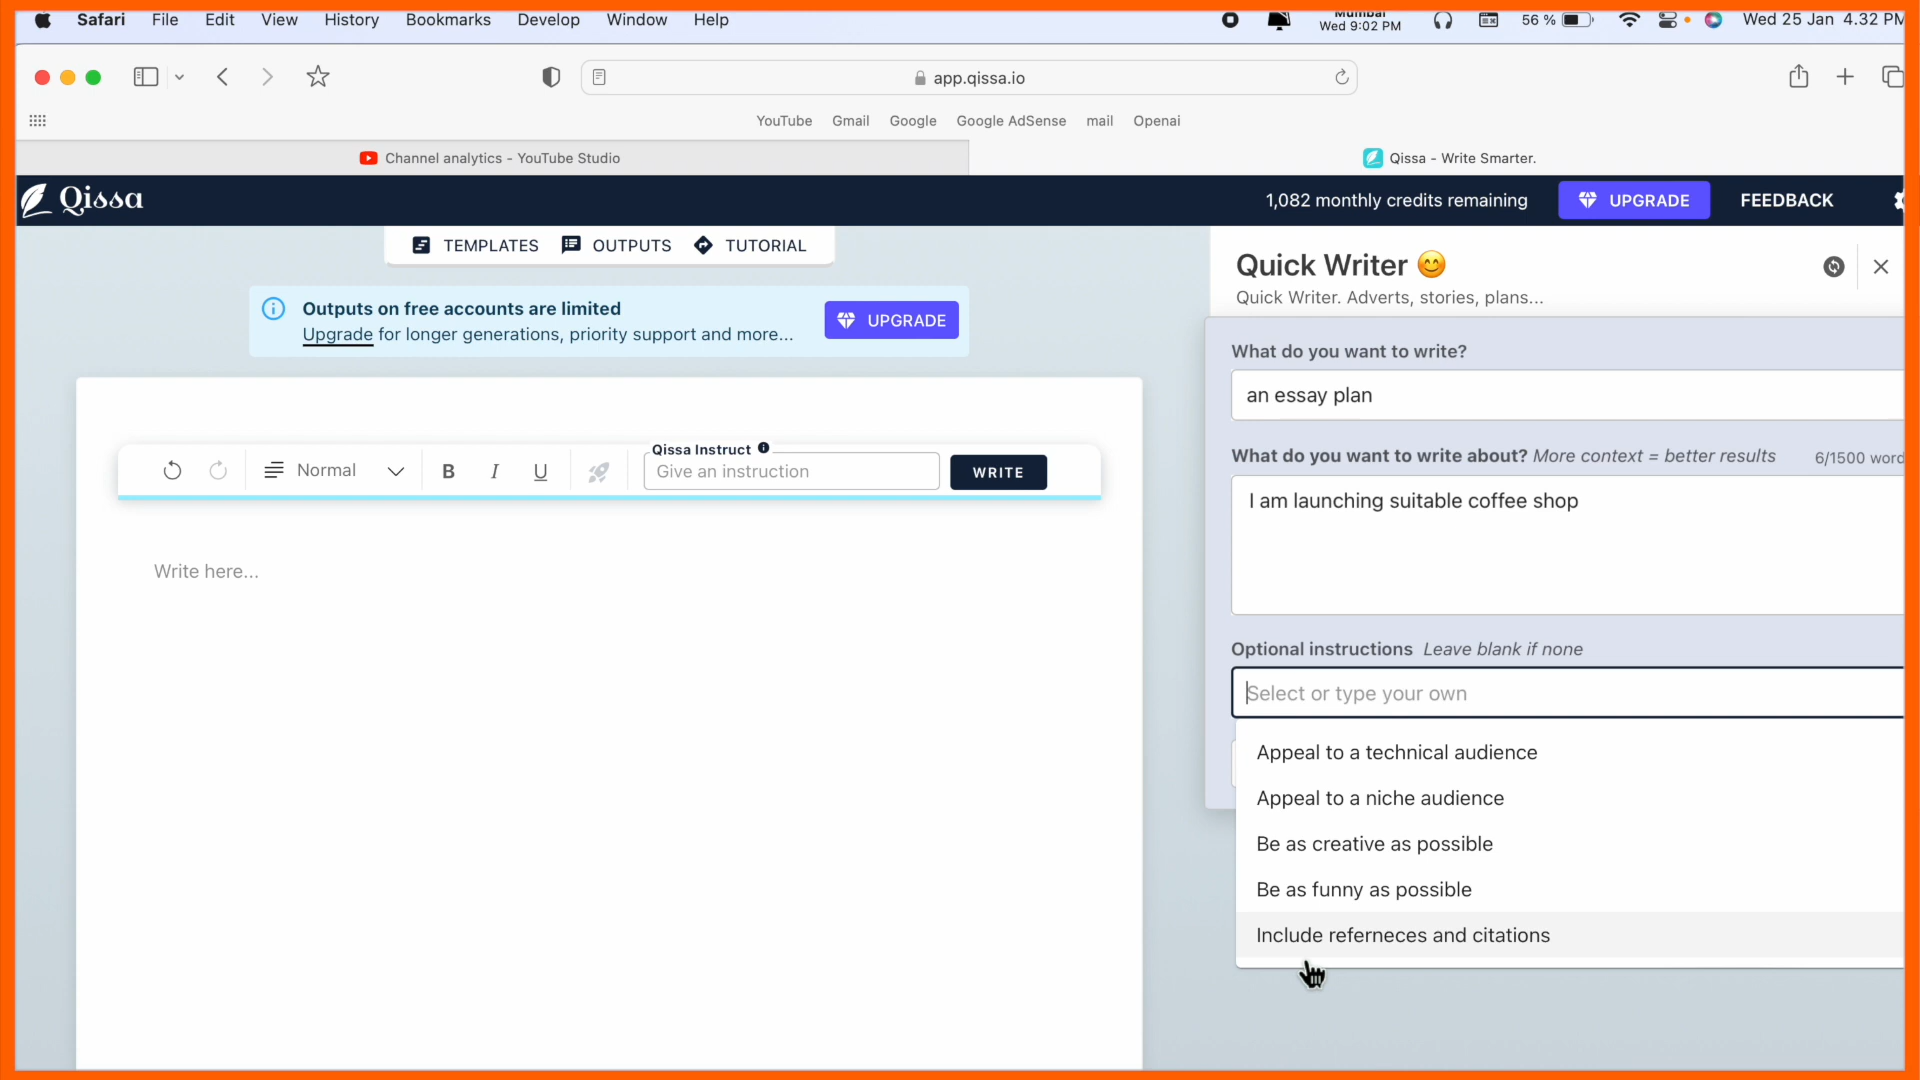 Safari File Edit View History Bookmarks Develop Window Help
Mumbai
Wed 9:02 PM
56 %
Wed 25 Jan 4.32 PM
app.qissa.io
YouTube Gmail Google Google AdSense mail Openai
Channel analytics - YouTube Studio
Qissa - Write Smarter.
Qissa
1,082 monthly credits remaining
UPGRADE
FEEDBACK
TEMPLATES OUTPUTS TUTORIAL
Outputs on free accounts are limited
Upgrade for longer generations, priority support and more...
UPGRADE
Normal
B I U
Qissa Instruct
Give an instruction
WRITE
Write here...
Quick Writer 😊
Quick Writer. Adverts, stories, plans...
What do you want to write?
an essay plan
What do you want to write about? More context = better results
6/1500 word
I am launching suitable coffee shop
Optional instructions Leave blank if none
Select or type your own
Appeal to a technical audience
Appeal to a niche audience
Be as creative as possible
Be as funny as possible
Include referneces and citations